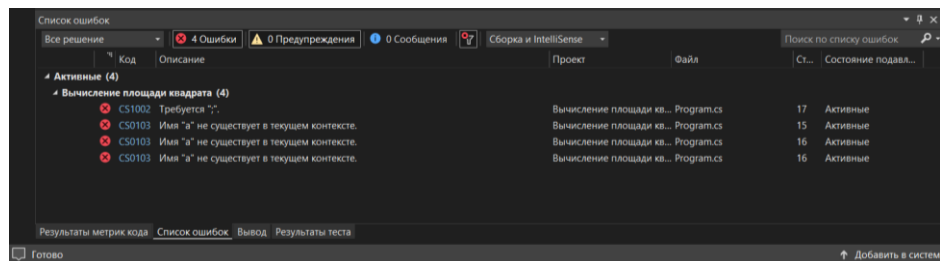 Список ошибок
Все решение 4 Ошибки 0 Предупреждения 0 Сообщения Сборка и IntelliSense Поиск по списку ошибок
Код Описание Проект Файл Ст... Состояние подавл...
Активные (4)
Вычисление площади квадрата (4)
CS1002 Требуется ";". Вычисление площади кв... Program.cs 17 Активные
CS0103 Имя "a" не существует в текущем контексте. Вычисление площади кв... Program.cs 15 Активные
CS0103 Имя "a" не существует в текущем контексте. Вычисление площади кв... Program.cs 16 Активные
CS0103 Имя "a" не существует в текущем контексте. Вычисление площади кв... Program.cs 16 Активные
Результаты метрик кода Список ошибок Вывод Результаты теста
Готово Добавить в систем